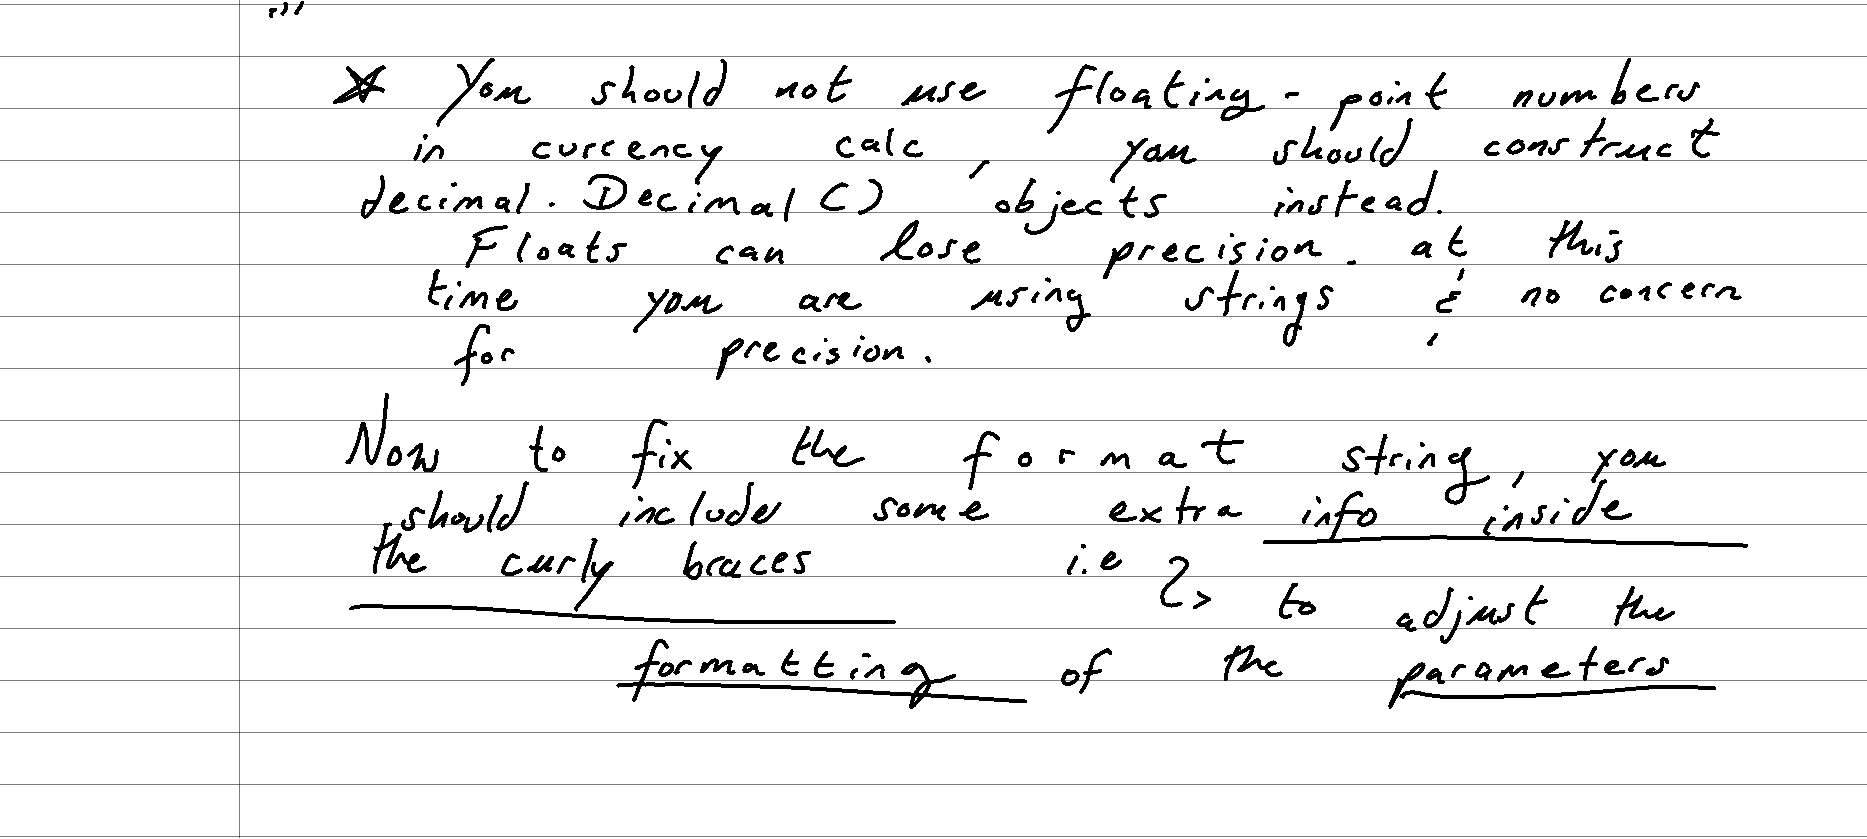 "'
* You should not use floating-point numbers
in currency calc, you should construct
decimal.Decimal() objects instead.
Floats can lose precision. at this
time you are using strings & no concern
for precision.
Now to fix the format string, you
should include some extra info inside
the curly braces i.e
to adjust the
formatting of the parameters